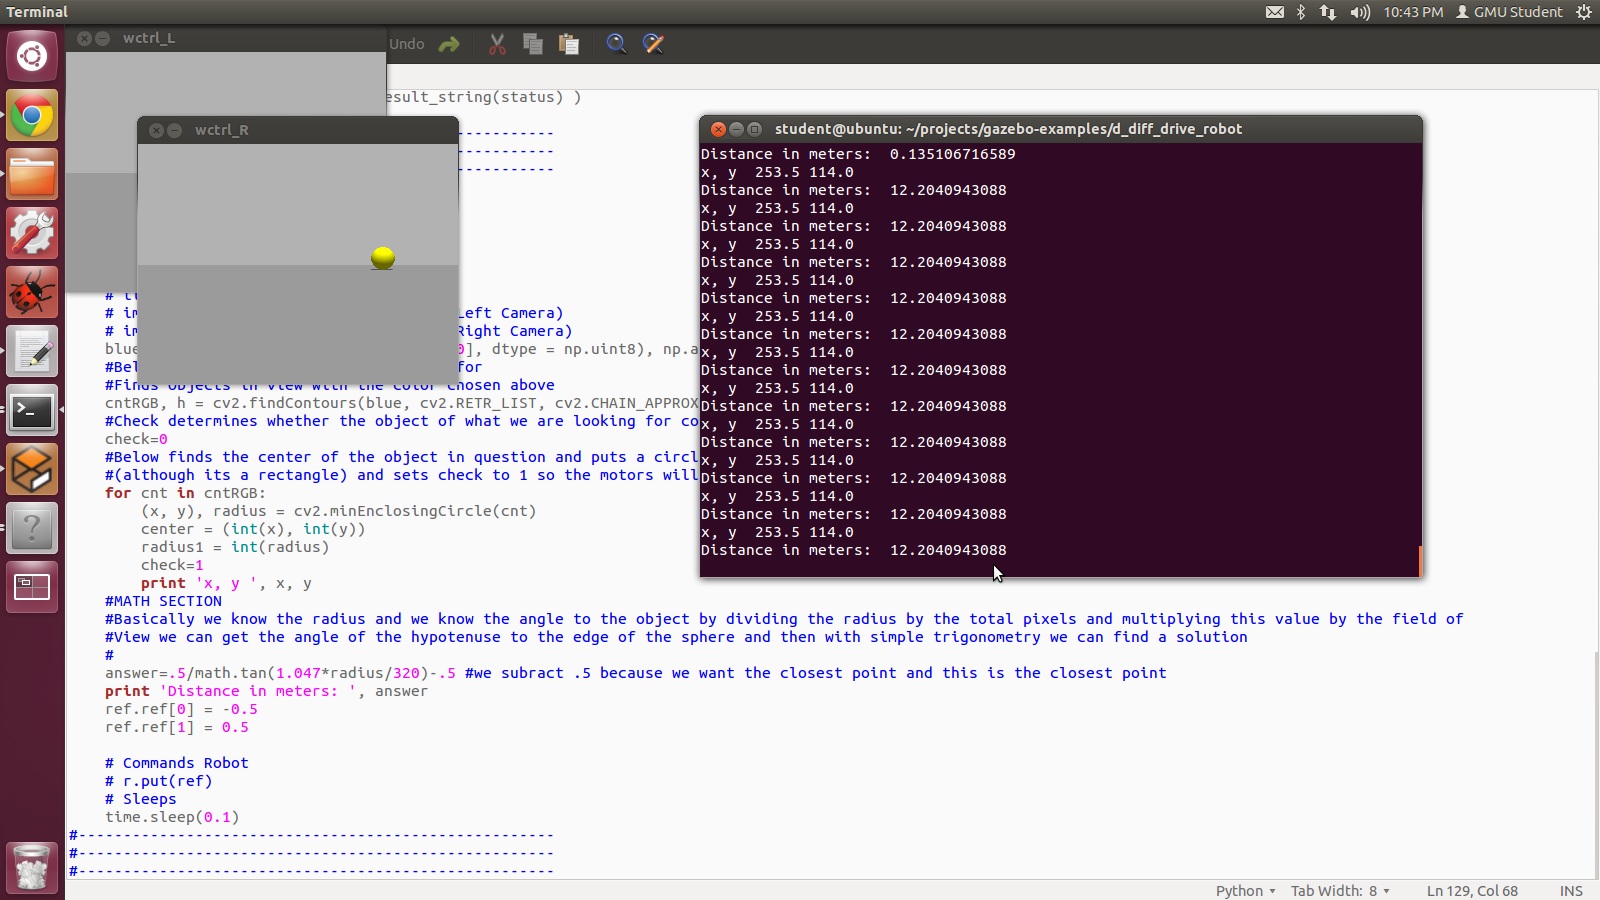 Terminal
10:43 PM GMU Student
wctrl_L
Undo
esult_string(status) )
-----------
-----------
-----------
wctrl_R
# im Left Camera)
# im Right Camera)
blue 0], dtype = np.uint8), np.a
#Bel for
#Finds objects in view with the color chosen above
cntRGB, h = cv2.findContours(blue, cv2.RETR_LIST, cv2.CHAIN_APPROX
#Check determines whether the object of what we are looking for co
check=0
#Below finds the center of the object in question and puts a circl
#(although its a rectangle) and sets check to 1 so the motors will
for cnt in cntRGB:
(x, y), radius = cv2.minEnclosingCircle(cnt)
center = (int(x), int(y))
radius1 = int(radius)
check=1
print 'x, y ', x, y
#MATH SECTION
#Basically we know the radius and we know the angle to the object by dividing the radius by the total pixels and multiplying this value by the field of
#View we can get the angle of the hypotenuse to the edge of the sphere and then with simple trigonometry we can find a solution
#
answer=.5/math.tan(1.047*radius/320)-.5 #we subract .5 because we want the closest point and this is the closest point
print 'Distance in meters: ', answer
ref.ref[0] = -0.5
ref.ref[1] = 0.5
# Commands Robot
# r.put(ref)
# Sleeps
time.sleep(0.1)
#-----------------------------------------------------
#-----------------------------------------------------
#-----------------------------------------------------
student@ubuntu: ~/projects/gazebo-examples/d_diff_drive_robot
Distance in meters:  0.135106716589
x, y  253.5 114.0
Distance in meters:  12.2040943088
x, y  253.5 114.0
Distance in meters:  12.2040943088
x, y  253.5 114.0
Distance in meters:  12.2040943088
x, y  253.5 114.0
Distance in meters:  12.2040943088
x, y  253.5 114.0
Distance in meters:  12.2040943088
x, y  253.5 114.0
Distance in meters:  12.2040943088
x, y  253.5 114.0
Distance in meters:  12.2040943088
x, y  253.5 114.0
Distance in meters:  12.2040943088
x, y  253.5 114.0
Distance in meters:  12.2040943088
x, y  253.5 114.0
Distance in meters:  12.2040943088
x, y  253.5 114.0
Distance in meters:  12.2040943088
Python Tab Width: 8 Ln 129, Col 68 INS